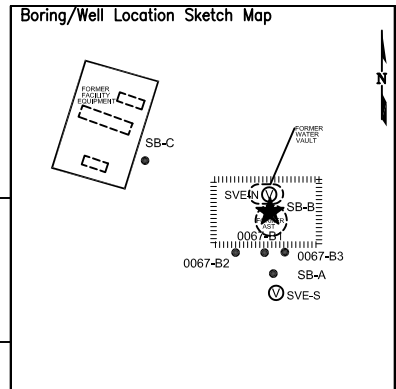 Boring/Well Location Sketch Map
N
FORMER
FACILITY
EQUIPMENT
SB-C
FORMER
WATER
VAULT
SVE-N
V
SB-B
FORMER
AST
0067-B1
0067-B2
0067-B3
SB-A
V
SVE-S